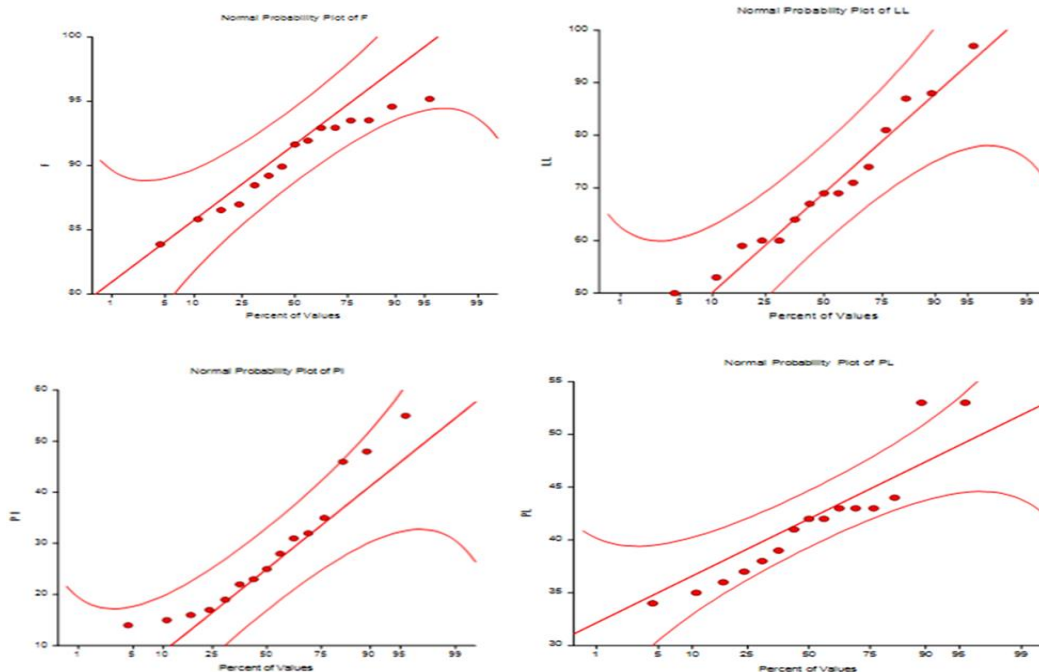 Normal Probability Plot of F
100
95
90
85
80
F
1 5 10 25 50 75 90 95 99
Percent of Values
Normal Probability Plot of LL
100
90
80
70
60
50
LL
1 5 10 25 50 75 90 95 99
Percent of Values
Normal Probability Plot of PI
60
50
40
30
20
10
PI
1 5 10 25 50 75 90 95 99
Percent of Values
Normal Probability Plot of PL
55
50
45
40
35
30
PL
1 5 10 25 50 75 90 95 99
Percent of Values